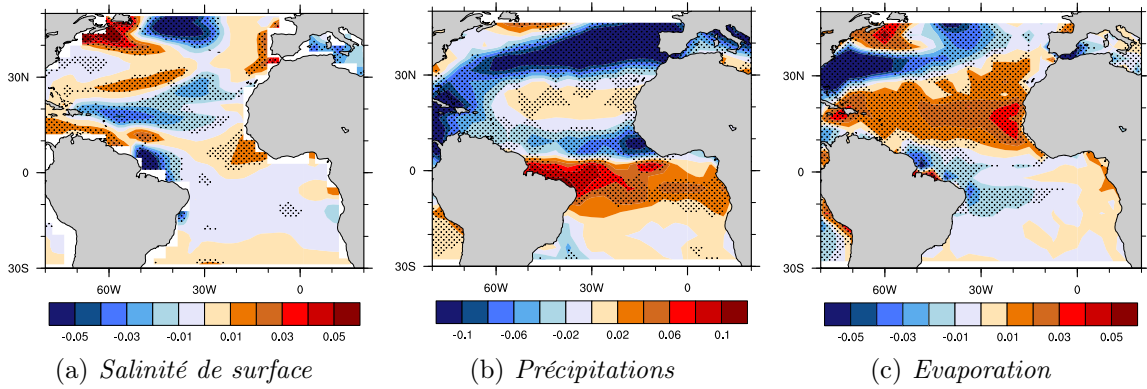 30N
0
30S
60W
30W
0
-0.05
-0.03
-0.01
0.01
0.03
0.05
(a) Salinité de surface
30N
0
30S
60W
30W
0
-0.1
-0.06
-0.02
0.02
0.06
0.1
(b) Précipitations
30N
0
30S
60W
30W
0
-0.05
-0.03
-0.01
0.01
0.03
0.05
(c) Evaporation